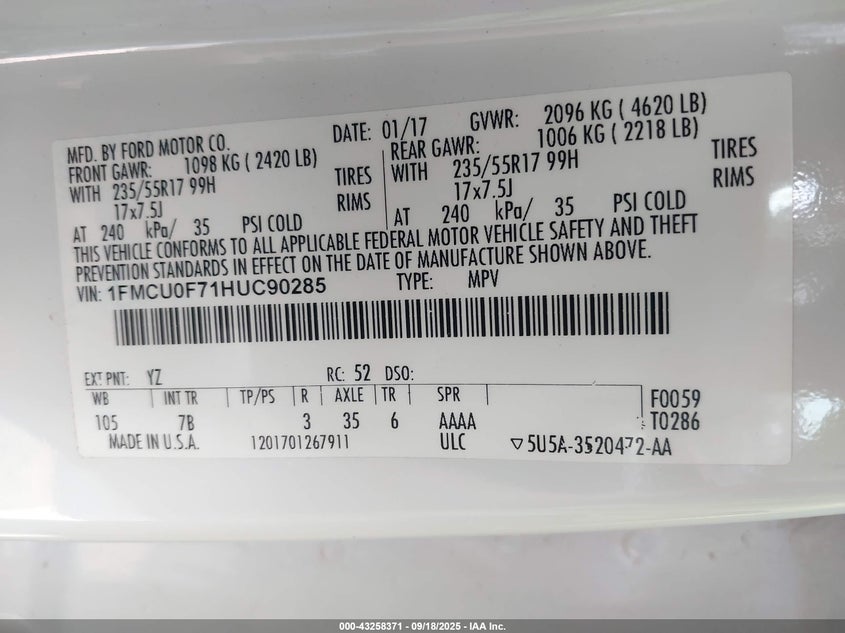 MFD. BY FORD MOTOR CO. DATE: 01/17 GVWR: 2096 KG ( 4620 LB)
FRONT GAWR: 1098 KG ( 2420 LB) REAR GAWR: 1006 KG ( 2218 LB)
WITH 235/55R17 99H TIRES WITH 235/55R17 99H TIRES
17x7.5J RIMS 17x7.5J RIMS
AT 240 kPa/ 35 PSI COLD AT 240 kPa/ 35 PSI COLD
THIS VEHICLE CONFORMS TO ALL APPLICABLE FEDERAL MOTOR VEHICLE SAFETY AND THEFT
PREVENTION STANDARDS IN EFFECT ON THE DATE OF MANUFACTURE SHOWN ABOVE.
VIN: 1FMCU0F71HUC90285 TYPE: MPV
EXT PNT: YZ RC: 52 DSO:
WB INT TR TP/PS R AXLE TR SPR F0059
105 7B 3 35 6 AAAA T0286
MADE IN U.S.A. 1201701267911 ULC ▽5U5A-3520472-AA
000-43258371 | 09/18/2025 - IAA Inc.